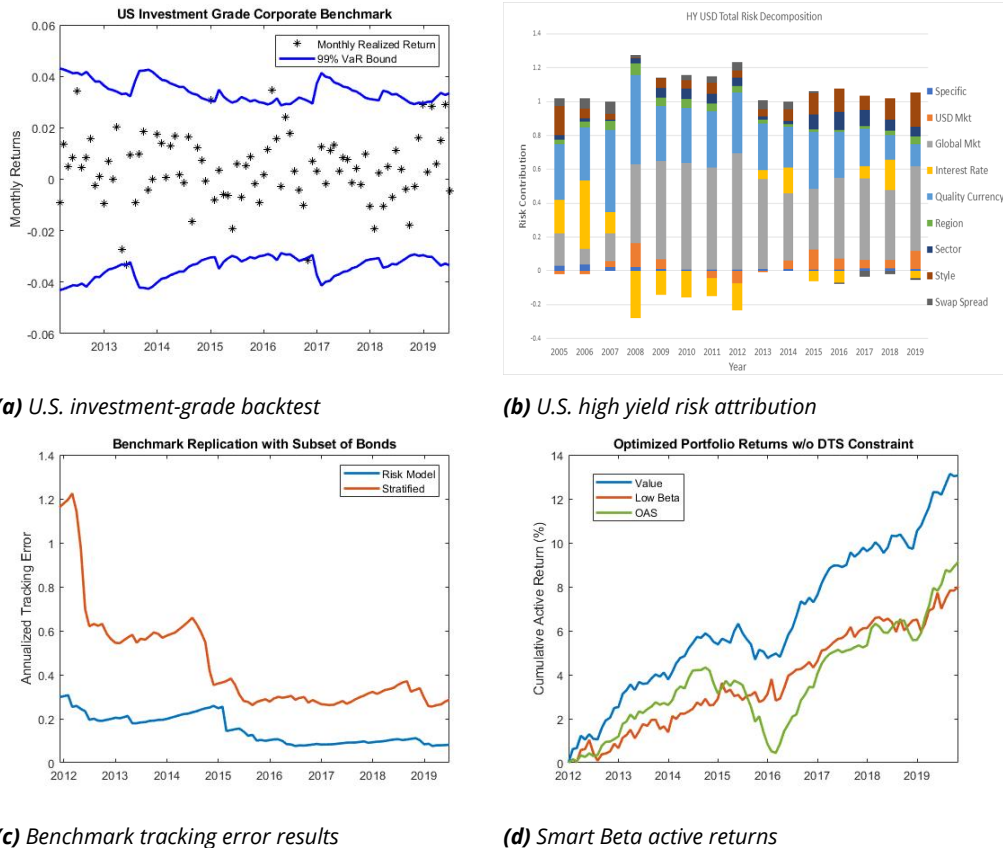 US Investment Grade Corporate Benchmark
Monthly Realized Return
99% VaR Bound
Monthly Returns
0.06
0.04
0.02
0
-0.02
-0.04
-0.06
2013 2014 2015 2016 2017 2018 2019
(a) U.S. investment-grade backtest
HY USD Total Risk Decomposition
Risk Contribution
1.4
1.2
1
0.8
0.6
0.4
0.2
0
-0.2
-0.4
2005 2006 2007 2008 2009 2010 2011 2012 2013 2014 2015 2016 2017 2018 2019
Year
Specific
USD Mkt
Global Mkt
Interest Rate
Quality Currency
Region
Sector
Style
Swap Spread
(b) U.S. high yield risk attribution
Benchmark Replication with Subset of Bonds
Risk Model
Stratified
Annualized Tracking Error
1.4
1.2
1
0.8
0.6
0.4
0.2
0
2012 2013 2014 2015 2016 2017 2018 2019
(c) Benchmark tracking error results
Optimized Portfolio Returns w/o DTS Constraint
Value
Low Beta
OAS
Cumulative Active Return (%)
14
12
10
8
6
4
2
0
2012 2013 2014 2015 2016 2017 2018 2019
(d) Smart Beta active returns